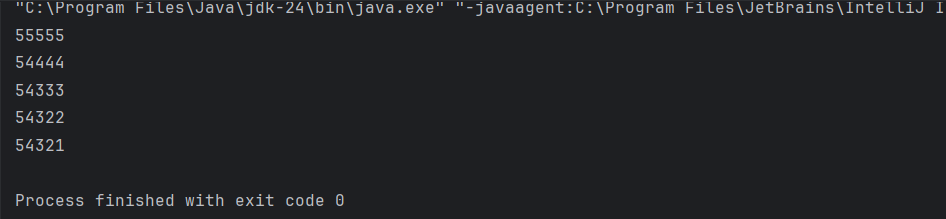 "C:\Program Files\Java\jdk-24\bin\java.exe" "-javaagent:C:\Program Files\JetBrains\IntelliJ I
55555
54444
54333
54322
54321
Process finished with exit code 0